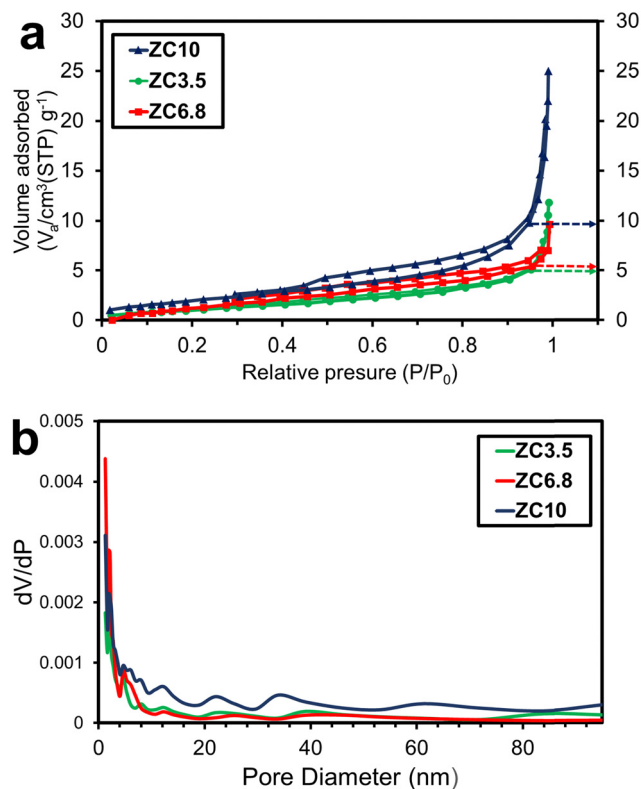 a
ZC10
ZC3.5
ZC6.8
Volume adsorbed
(Va/cm³(STP) g⁻¹)
30
25
20
15
10
5
0
30
25
20
15
10
5
0
0 0.2 0.4 0.6 0.8 1
Relative presure (P/P₀)
b
ZC3.5
ZC6.8
ZC10
dV/dP
0.005
0.004
0.003
0.002
0.001
0
0 20 40 60 80
Pore Diameter (nm)